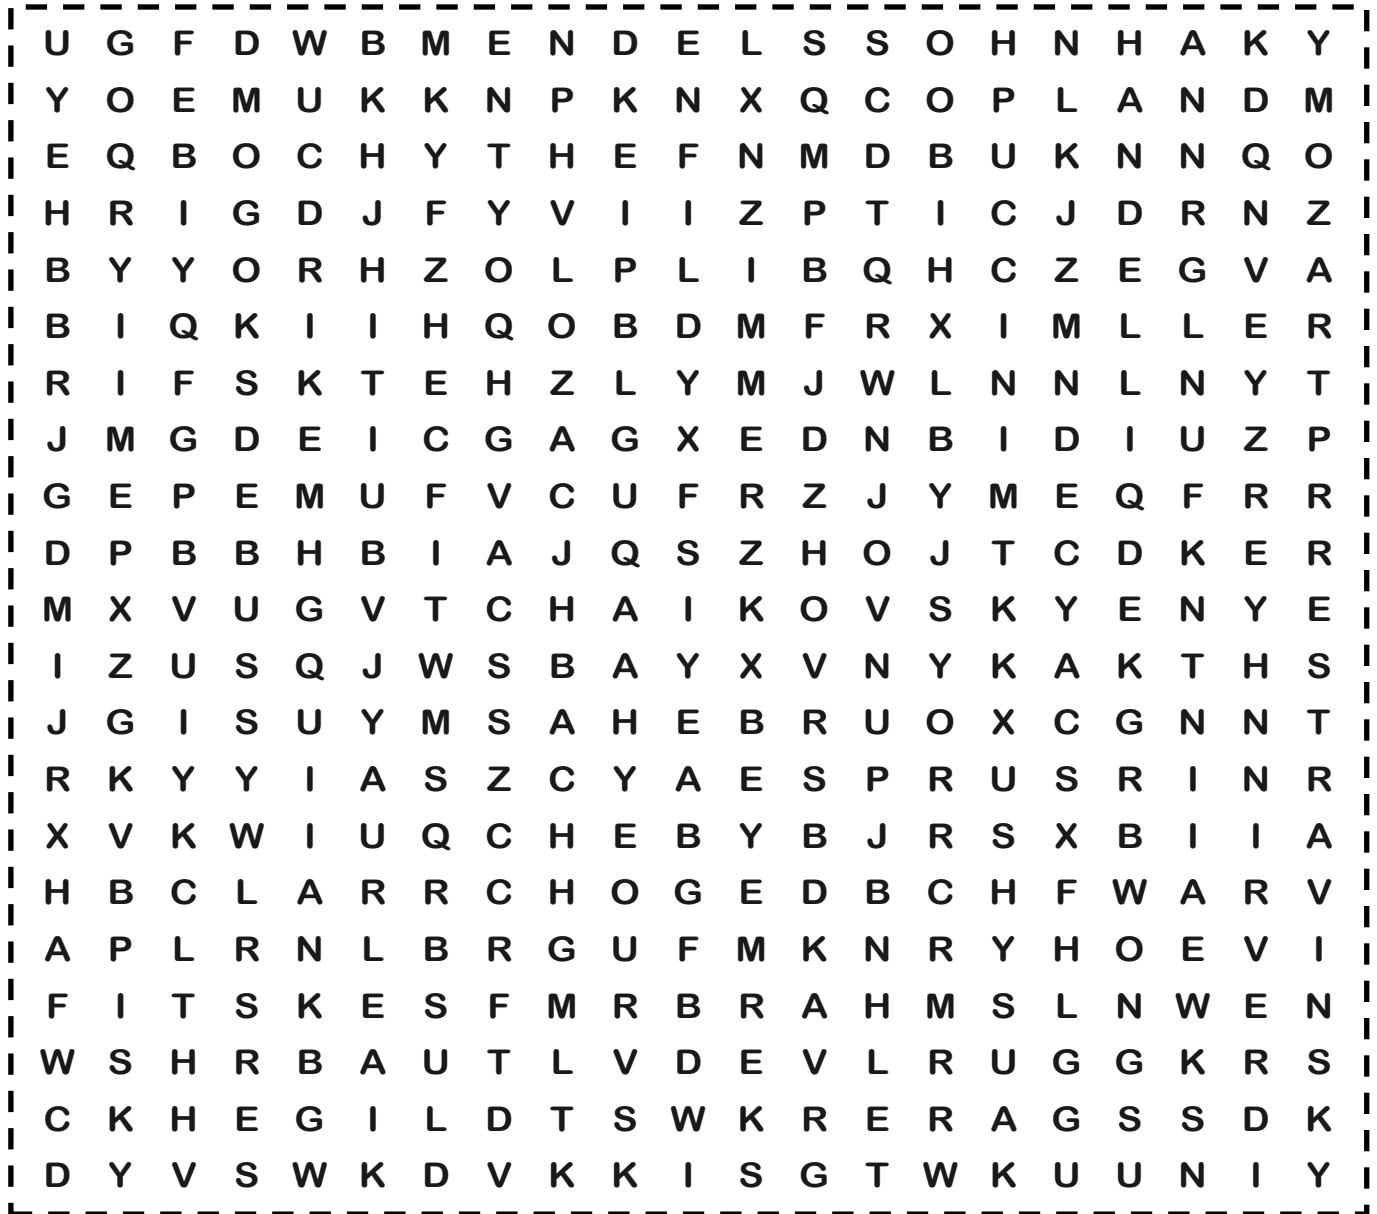 U G F D W B M E N D E L S S O H N H A K Y
Y O E M U K K N P K N X Q C O P L A N D M
E Q B O C H Y T H E F N M D B U K N N Q O
H R I G D J F Y V I I Z P T I C J D R N Z
B Y Y O R H Z O L P L I B Q H C Z E G V A
B I Q K I I H Q O B D M F R X I M L L E R
R I F S K T E H Z L Y M J W L N N L N Y T
J M G D E I C G A G X E D N B I D I U Z P
G E P E M U F V C U F R Z J Y M E Q F R R
D P B B H B I A J Q S Z H O J T C D K E R
M X V U G V T C H A I K O V S K Y E N Y E
I Z U S Q J W S B A Y X V N Y K A K T H S
J G I S U Y M S A H E B R U O X C G N N T
R K Y Y I A S Z C Y A E S P R U S R I N R
X V K W I U Q C H E B Y B J R S X B I I A
H B C L A R R C H O G E D B C H F W A R V
A P L R N L B R G U F M K N R Y H O E V I
F I T S K E S F M R B R A H M S L N W E N
W S H R B A U T L V D E V L R U G G K R S
C K H E G I L D T S W K R E R A G S S D K
D Y V S W K D V K K I S G T W K U U N I Y